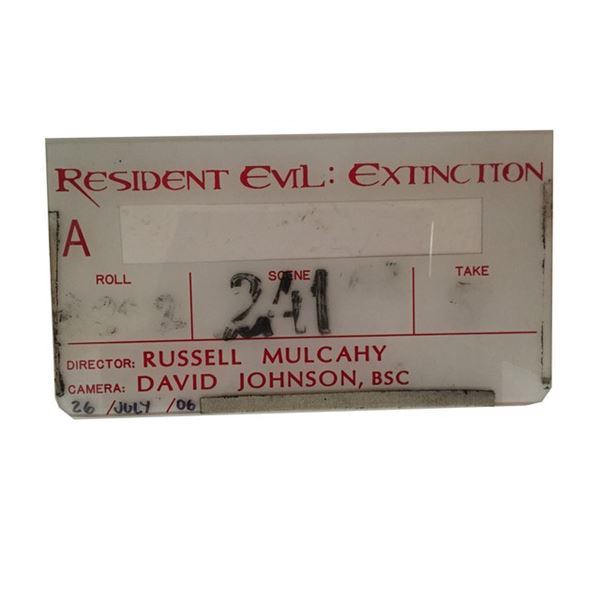 RESIDENT EVIL: EXTINCTION
A
ROLL SCENE TAKE
241
DIRECTOR: RUSSELL MULCAHY
CAMERA: DAVID JOHNSON, BSC
26 /JULY /06